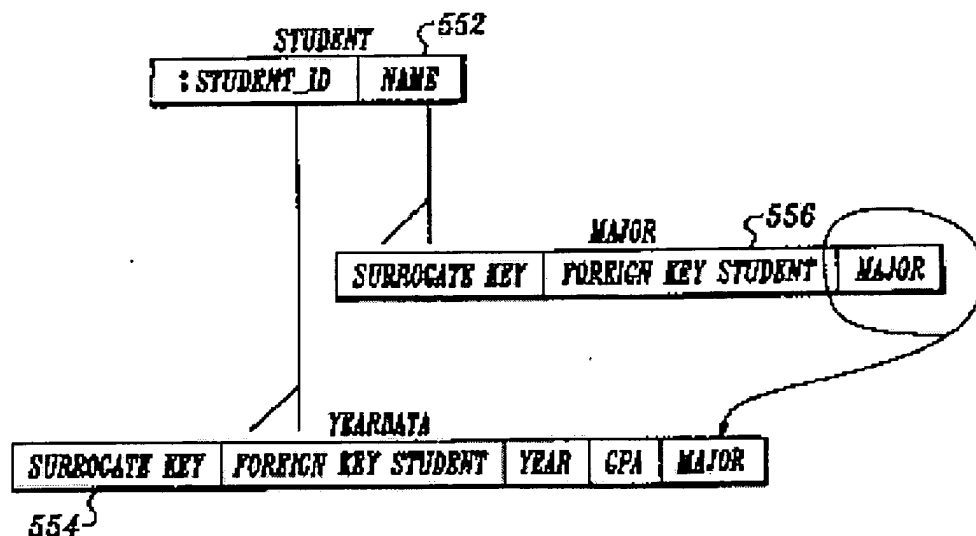 552
STUDENT
:STUDENT_ID NAME
556
MAJOR
SURROGATE KEY FOREIGN KEY STUDENT MAJOR
YEARDATA
SURROGATE KEY FOREIGN KEY STUDENT YEAR GPA MAJOR
554